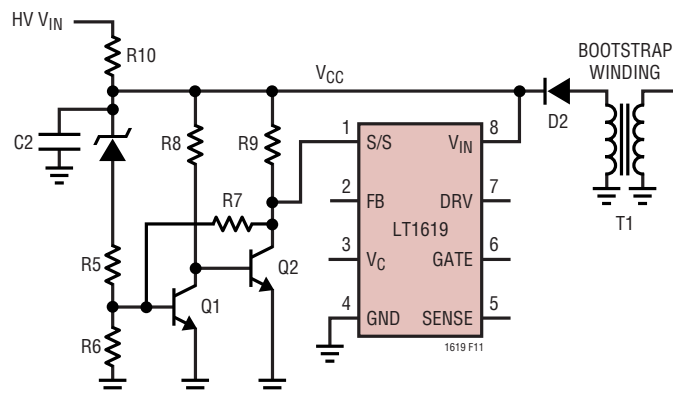 HV VIN
R10
VCC
BOOTSTRAP
WINDING
D2
C2
R8
R9
1
S/S
VIN
8
R7
2
FB
DRV
7
LT1619
T1
R5
Q2
3
VC
GATE
6
Q1
R6
4
GND
SENSE
5
1619 F11